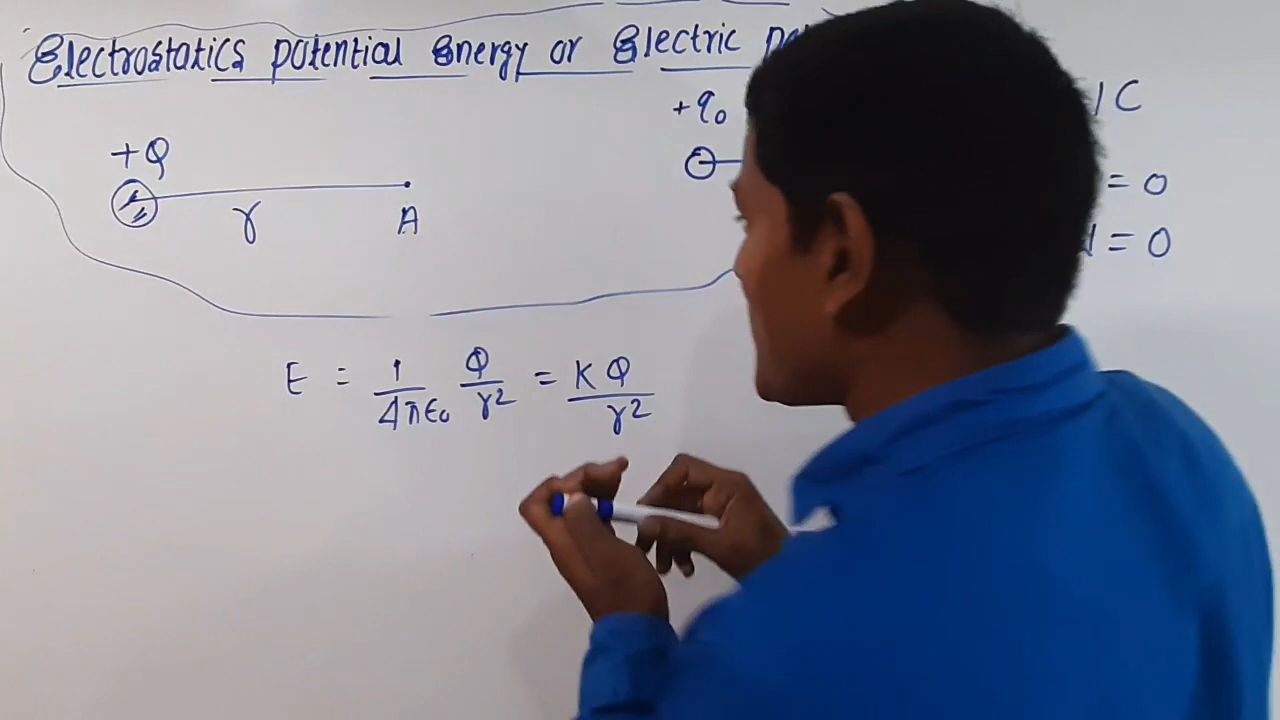 Electrostatics potential Energy or Electric
+Q
+q₀
C
r
A
= 0
= 0
E = 1/4πε₀ Q/r² = KQ/r²